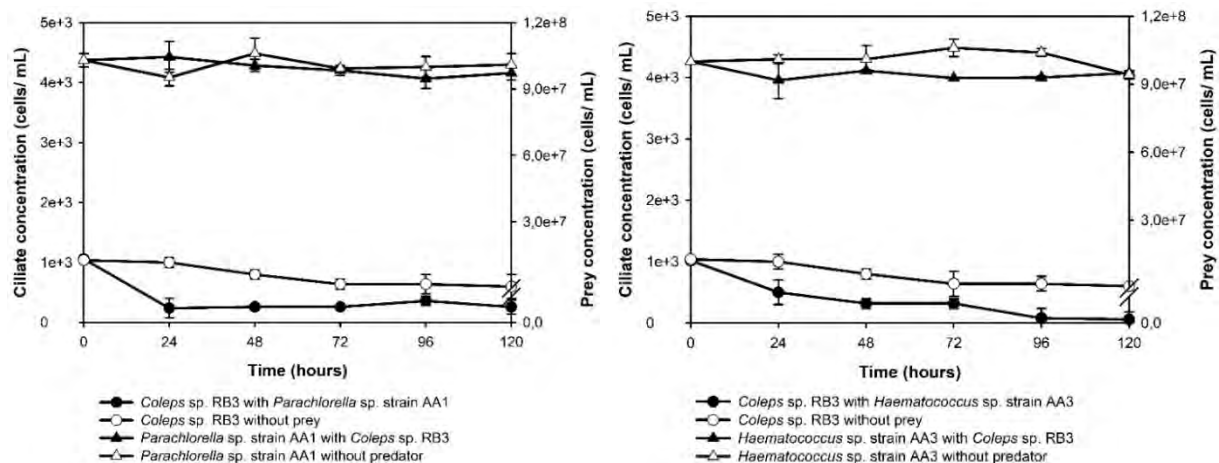 5e+3
4e+3
3e+3
2e+3
1e+3
0
Ciliate concentration (cells/ mL)
1,2e+8
9,0e+7
6,0e+7
3,0e+7
0,0
Prey concentration (cells/ mL)
0 24 48 72 96 120
Time (hours)
Coleps sp. RB3 with Parachlorella sp. strain AA1
Coleps sp. RB3 without prey
Parachlorella sp. strain AA1 with Coleps sp. RB3
Parachlorella sp. strain AA1 without predator
5e+3
4e+3
3e+3
2e+3
1e+3
0
Ciliate concentration (cells/ mL)
1,2e+8
9,0e+7
6,0e+7
3,0e+7
0,0
Prey concentration (cells/ mL)
0 24 48 72 96 120
Time (hours)
Coleps sp. RB3 with Haematococcus sp. strain AA3
Coleps sp. RB3 without prey
Haematococcus sp. strain AA3 with Coleps sp. RB3
Haematococcus sp. strain AA3 without predator